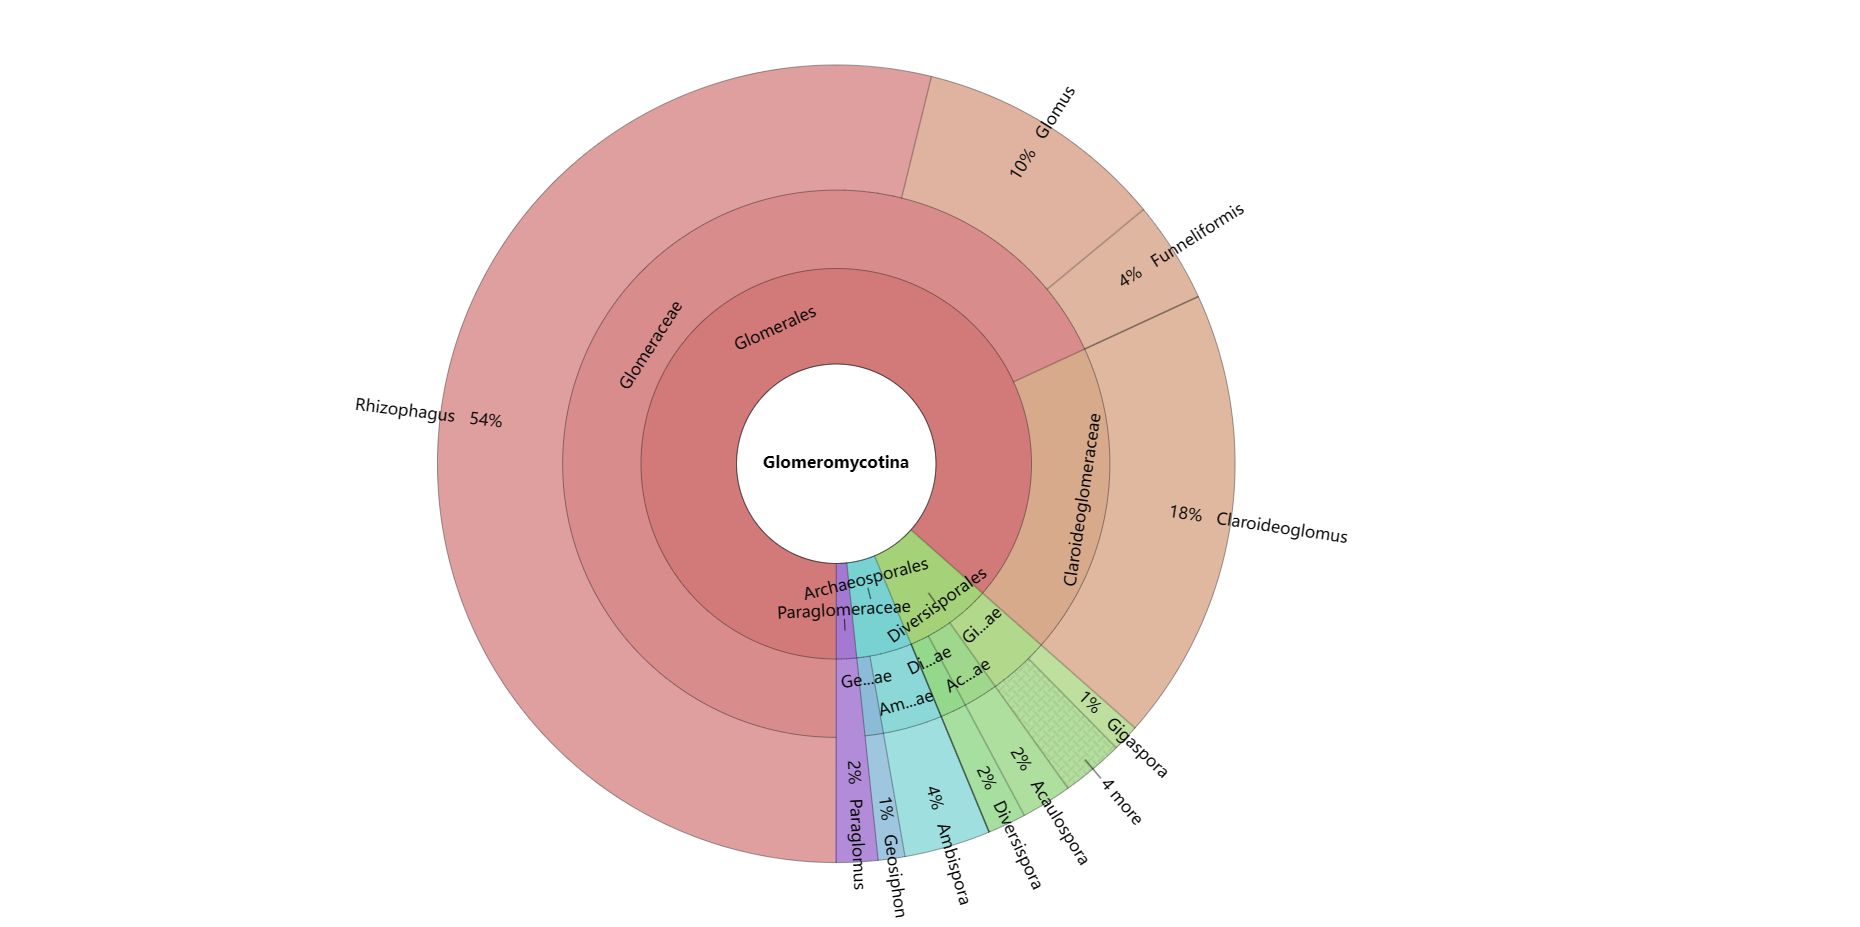 Glomus
10%
Funneliformis
4%
Glomerales
Glomeraceae
Rhizophagus 54%
Glomeromycotina
Claroideoglomeraceae
18% Claroideoglomus
Archaeosporales
Paraglomeraceae
Diversisporales
Gi...ae
Di...ae
Ac...ae
Ge...ae
Am...ae
1% Gigaspora
4 more
2% Acaulospora
2% Diversispora
4% Ambispora
1% Geosiphon
2% Paraglomus